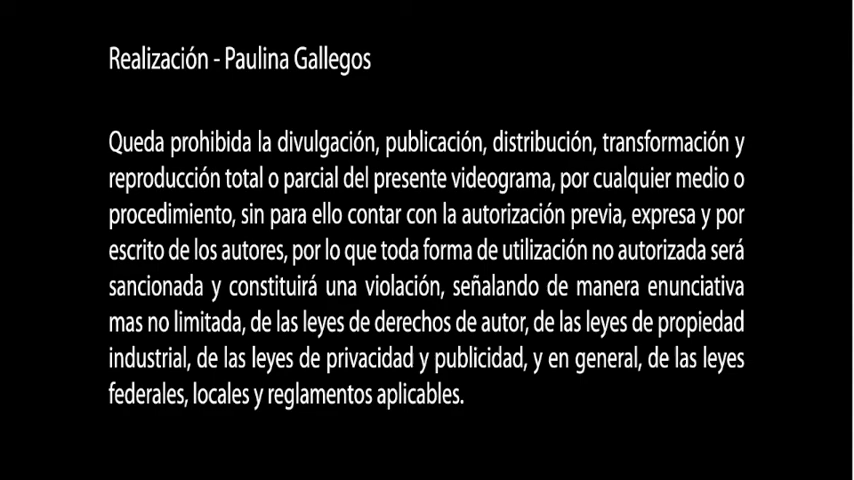 Realización - Paulina Gallegos
Queda prohibida la divulgación, publicación, distribución, transformación y
reproducción total o parcial del presente videograma, por cualquier medio o
procedimiento, sin para ello contar con la autorización previa, expresa y por
escrito de los autores, por lo que toda forma de utilización no autorizada será
sancionada y constituirá una violación, señalando de manera enunciativa
mas no limitada, de las leyes de derechos de autor, de las leyes de propiedad
industrial, de las leyes de privacidad y publicidad, y en general, de las leyes
federales, locales y reglamentos aplicables.